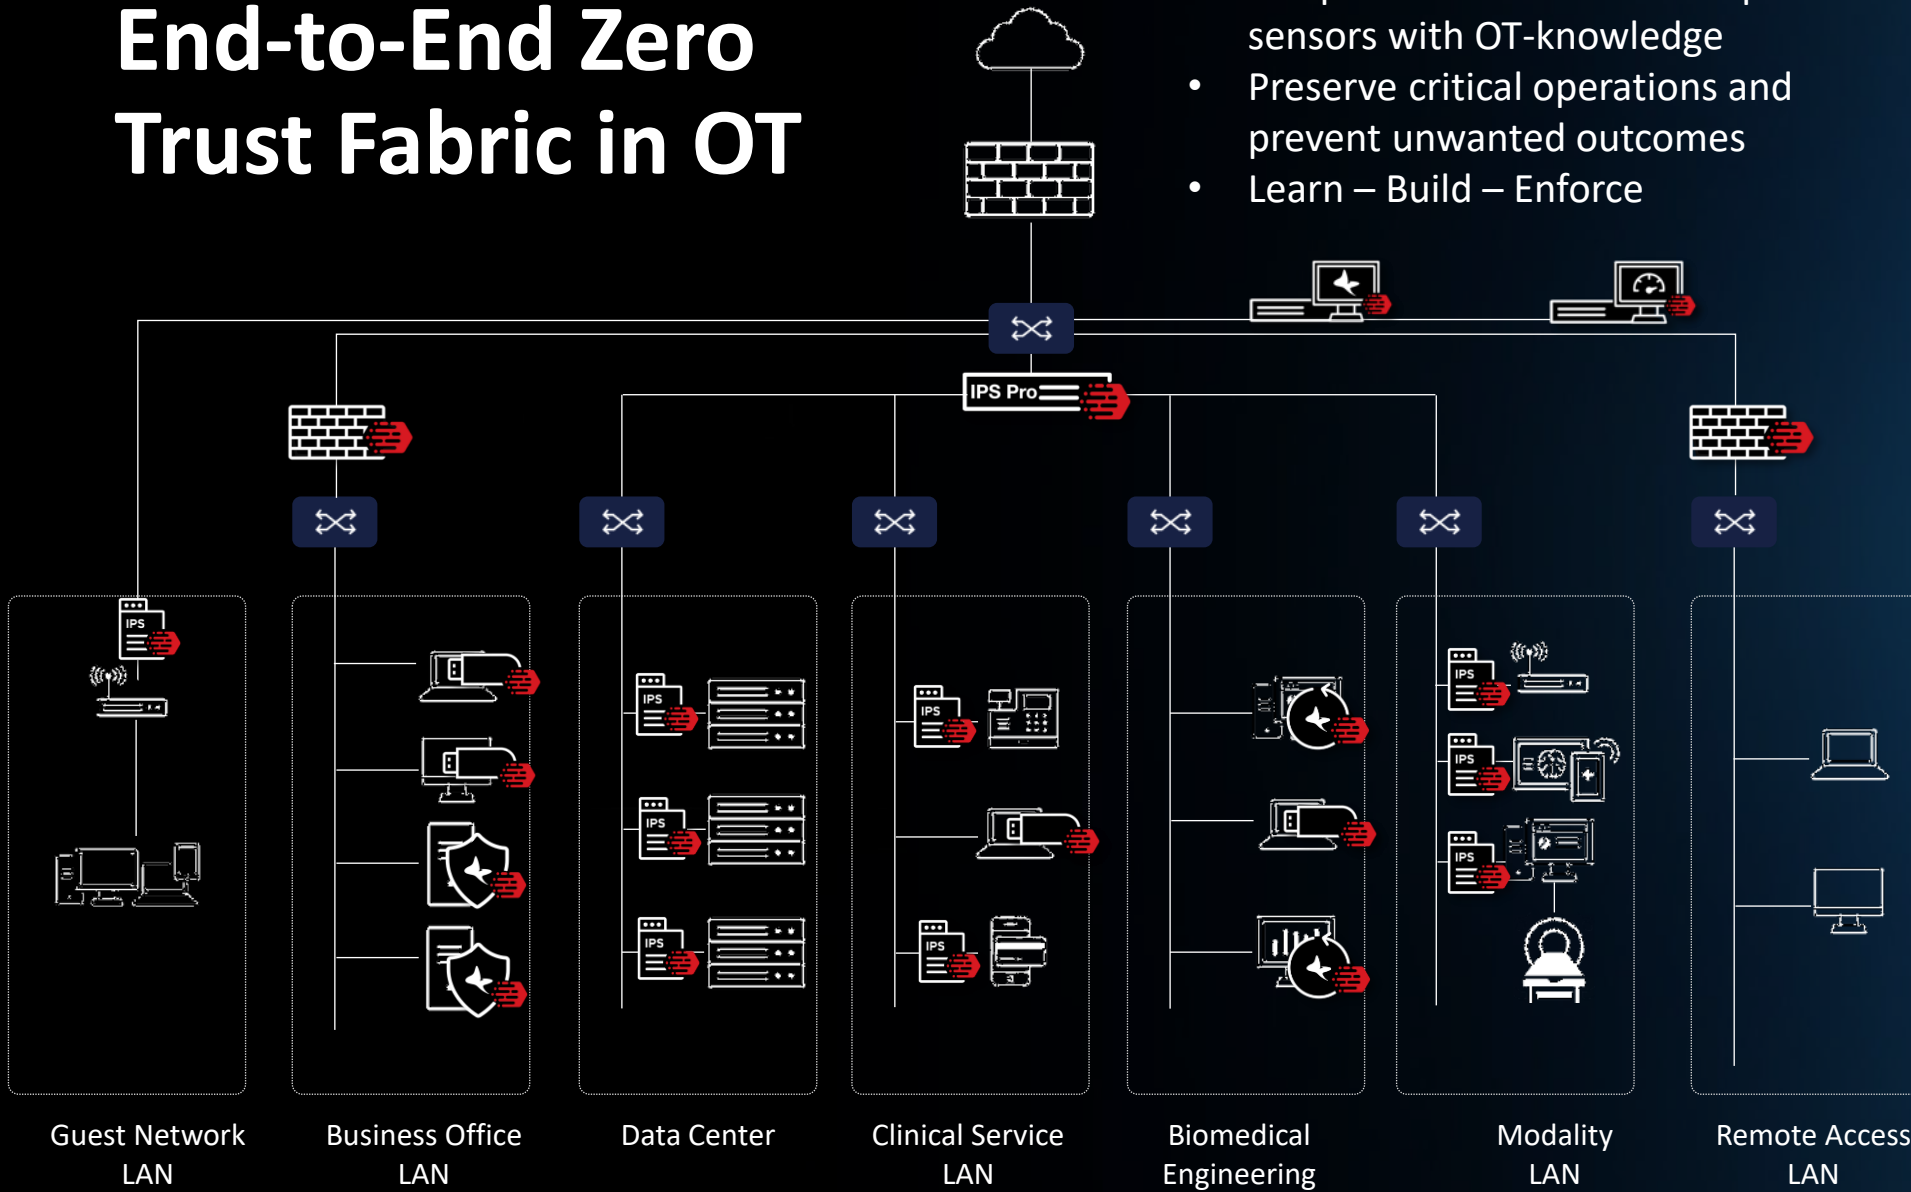 End-to-End Zero
Trust Fabric in OT
sensors with OT-knowledge
• Preserve critical operations and
prevent unwanted outcomes
• Learn – Build – Enforce
IPS Pro
IPS
IPS
IPS
IPS
IPS
IPS
IPS
IPS
IPS
Guest Network
LAN
Business Office
LAN
Data Center
Clinical Service
LAN
Biomedical
Engineering
Modality
LAN
Remote Access
LAN